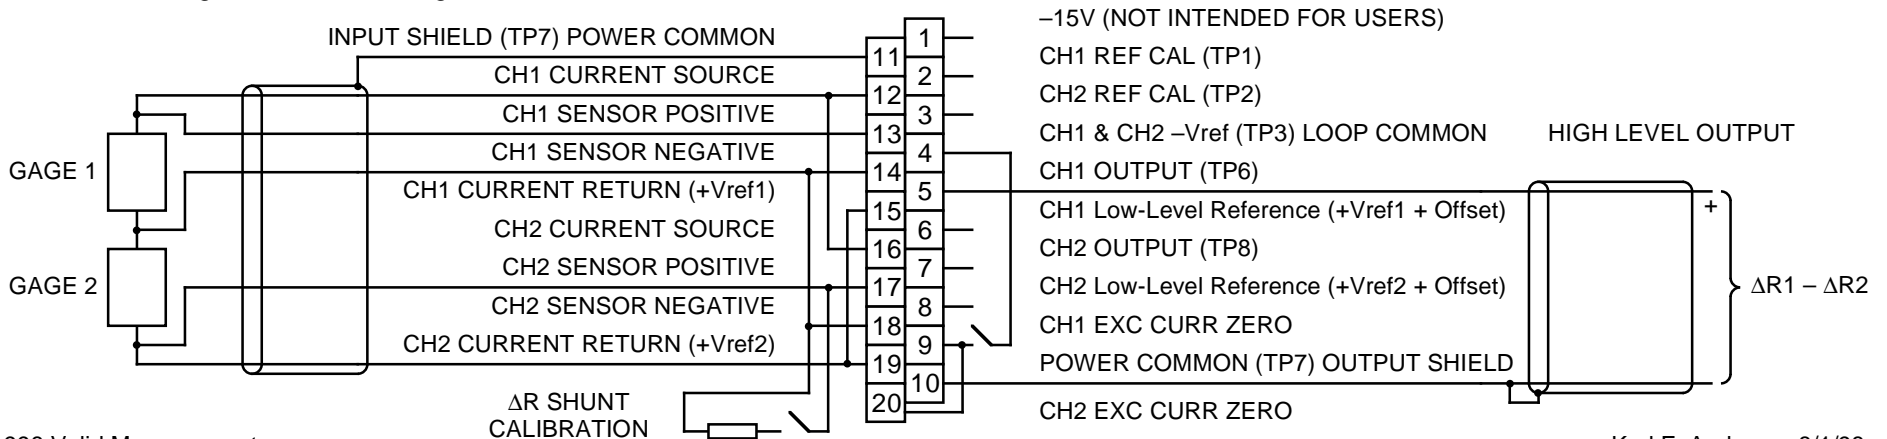 –15V (NOT INTENDED FOR USERS)
INPUT SHIELD (TP7) POWER COMMON
CH1 REF CAL (TP1)
CH1 CURRENT SOURCE
CH2 REF CAL (TP2)
CH1 SENSOR POSITIVE
CH1 & CH2 –Vref (TP3) LOOP COMMON
HIGH LEVEL OUTPUT
CH1 SENSOR NEGATIVE
GAGE 1
CH1 OUTPUT (TP6)
CH1 CURRENT RETURN (+Vref1)
CH1 Low-Level Reference (+Vref1 + Offset)
+
CH2 CURRENT SOURCE
CH2 OUTPUT (TP8)
CH2 SENSOR POSITIVE
GAGE 2
CH2 Low-Level Reference (+Vref2 + Offset)
ΔR1 – ΔR2
CH2 SENSOR NEGATIVE
CH1 EXC CURR ZERO
CH2 CURRENT RETURN (+Vref2)
POWER COMMON (TP7) OUTPUT SHIELD
ΔR SHUNT
CALIBRATION
CH2 EXC CURR ZERO
1
2
3
4
5
6
7
8
9
10
11
12
13
14
15
16
17
18
19
20